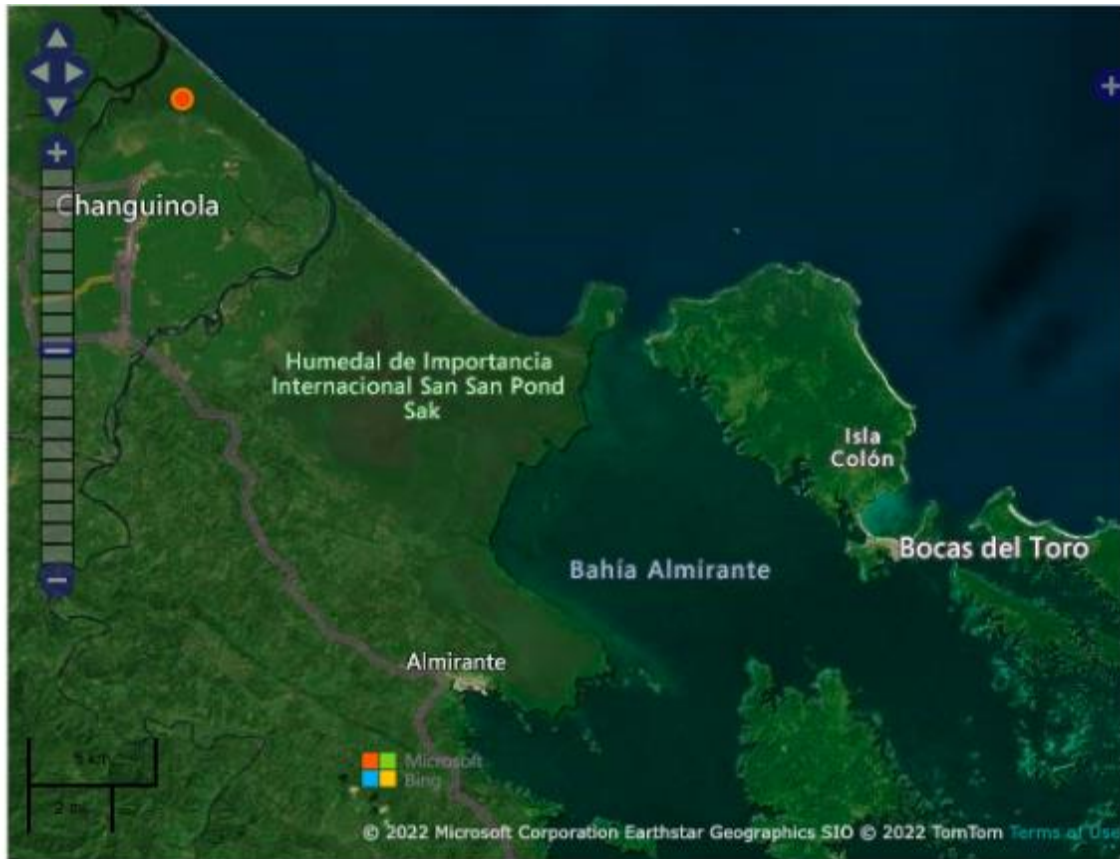 Changuinola
Humedal de Importancia
Internacional San San Pond
Sak
Isla
Colón
Bocas del Toro
Bahía Almirante
Almirante
5 km
2 mi
Microsoft
Bing
© 2022 Microsoft Corporation Earthstar Geographics SIO © 2022 TomTom Terms of Use